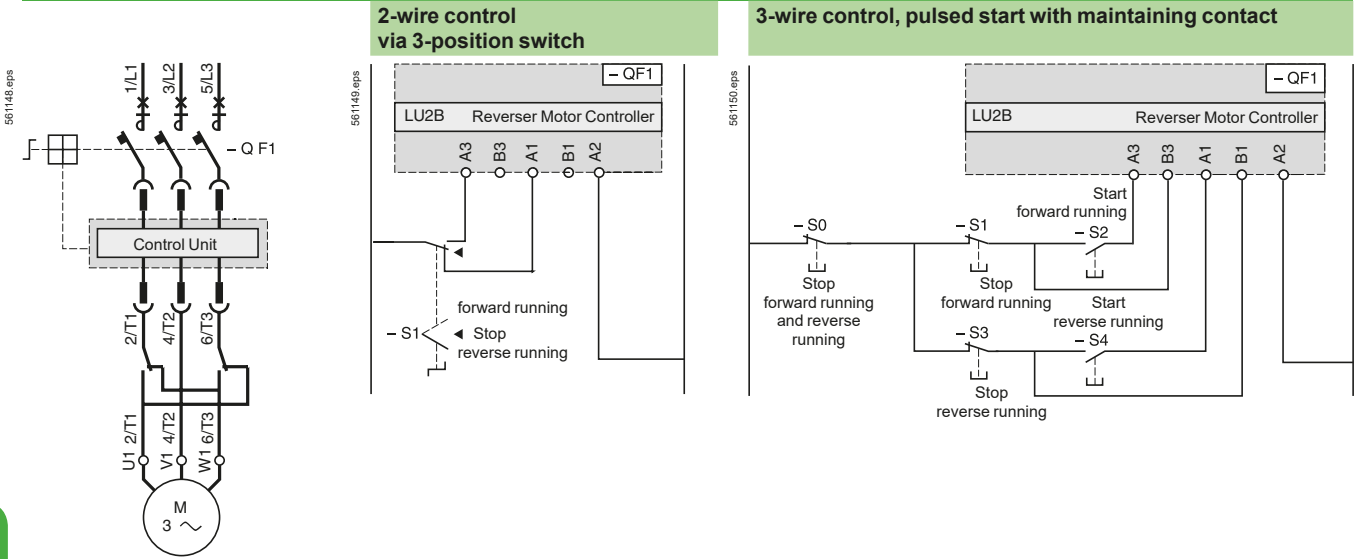 2-wire control
via 3-position switch
3-wire control, pulsed start with maintaining contact
561148.eps
1/L1
3/L2
5/L3
– Q F1
Control Unit
2/T1
4/T2
6/T3
U1 2/T1
V1 4/T2
W1 6/T3
M
3
561149.eps
– QF1
LU2B Reverser Motor Controller
A3 B3 A1 B1 A2
forward running
– S1 Stop
reverse running
561150.eps
– QF1
LU2B Reverser Motor Controller
A3 B3 A1 B1 A2
Start
forward running
– S0
– S1
– S2
Stop
forward running
and reverse
running
Stop
forward running
Start
reverse running
– S3
– S4
Stop
reverse running